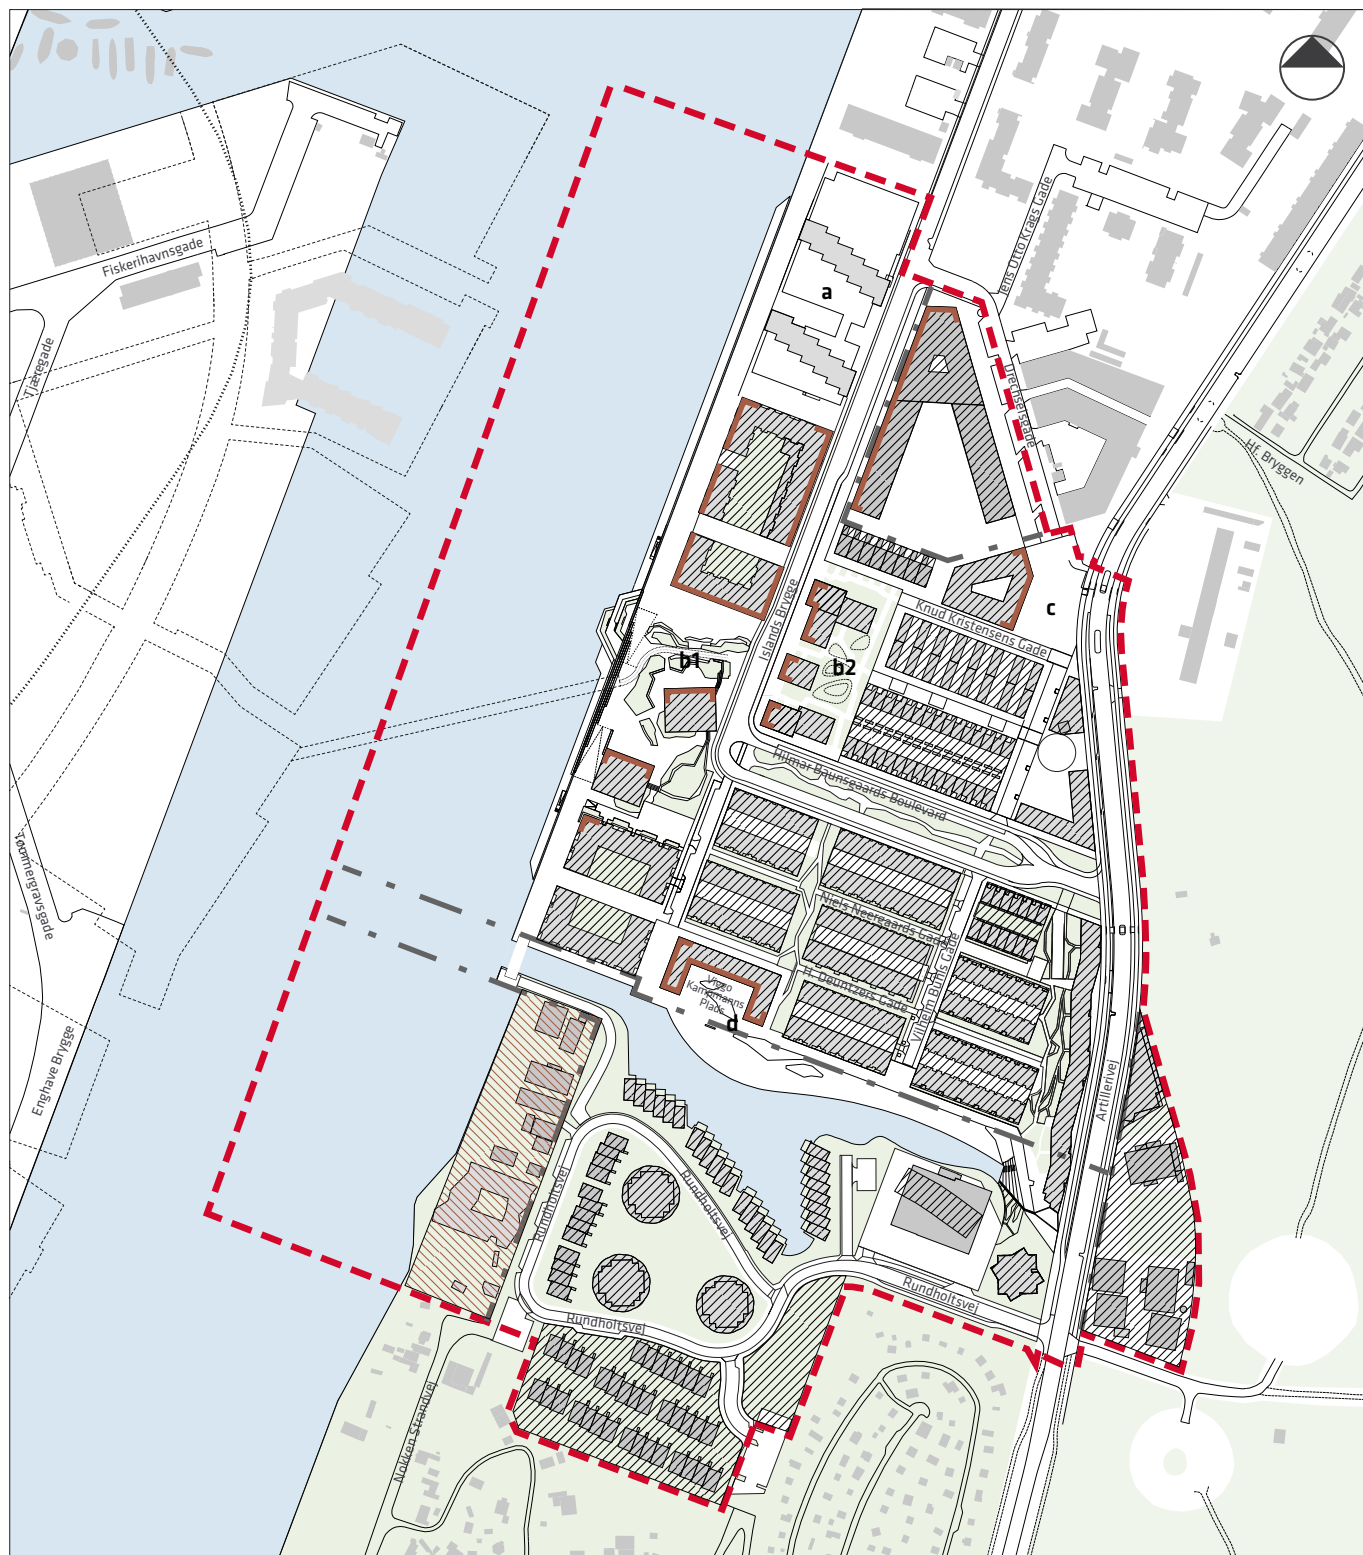 Fiskerihavnsgade
Tjæregade
Jens Otto Krags Gade
a
Drechselsgade
Hf. Bryggen
Islands Brygge
Knud Kristensens Gade
c
b1
b2
Hilmar Baunsgaards Boulevard
Tømmergravsgade
Niels Neergaards Gade
Vilhelm Buhls Gade
H. Deuntzers Gade
Viggo
Kampmanns
Plads
d
Enghave Brygge
Artillerivej
Rundholtsvej
Rundholtsvej
Rundholtsvej
Rundholtsvej
Nokken Strandvej